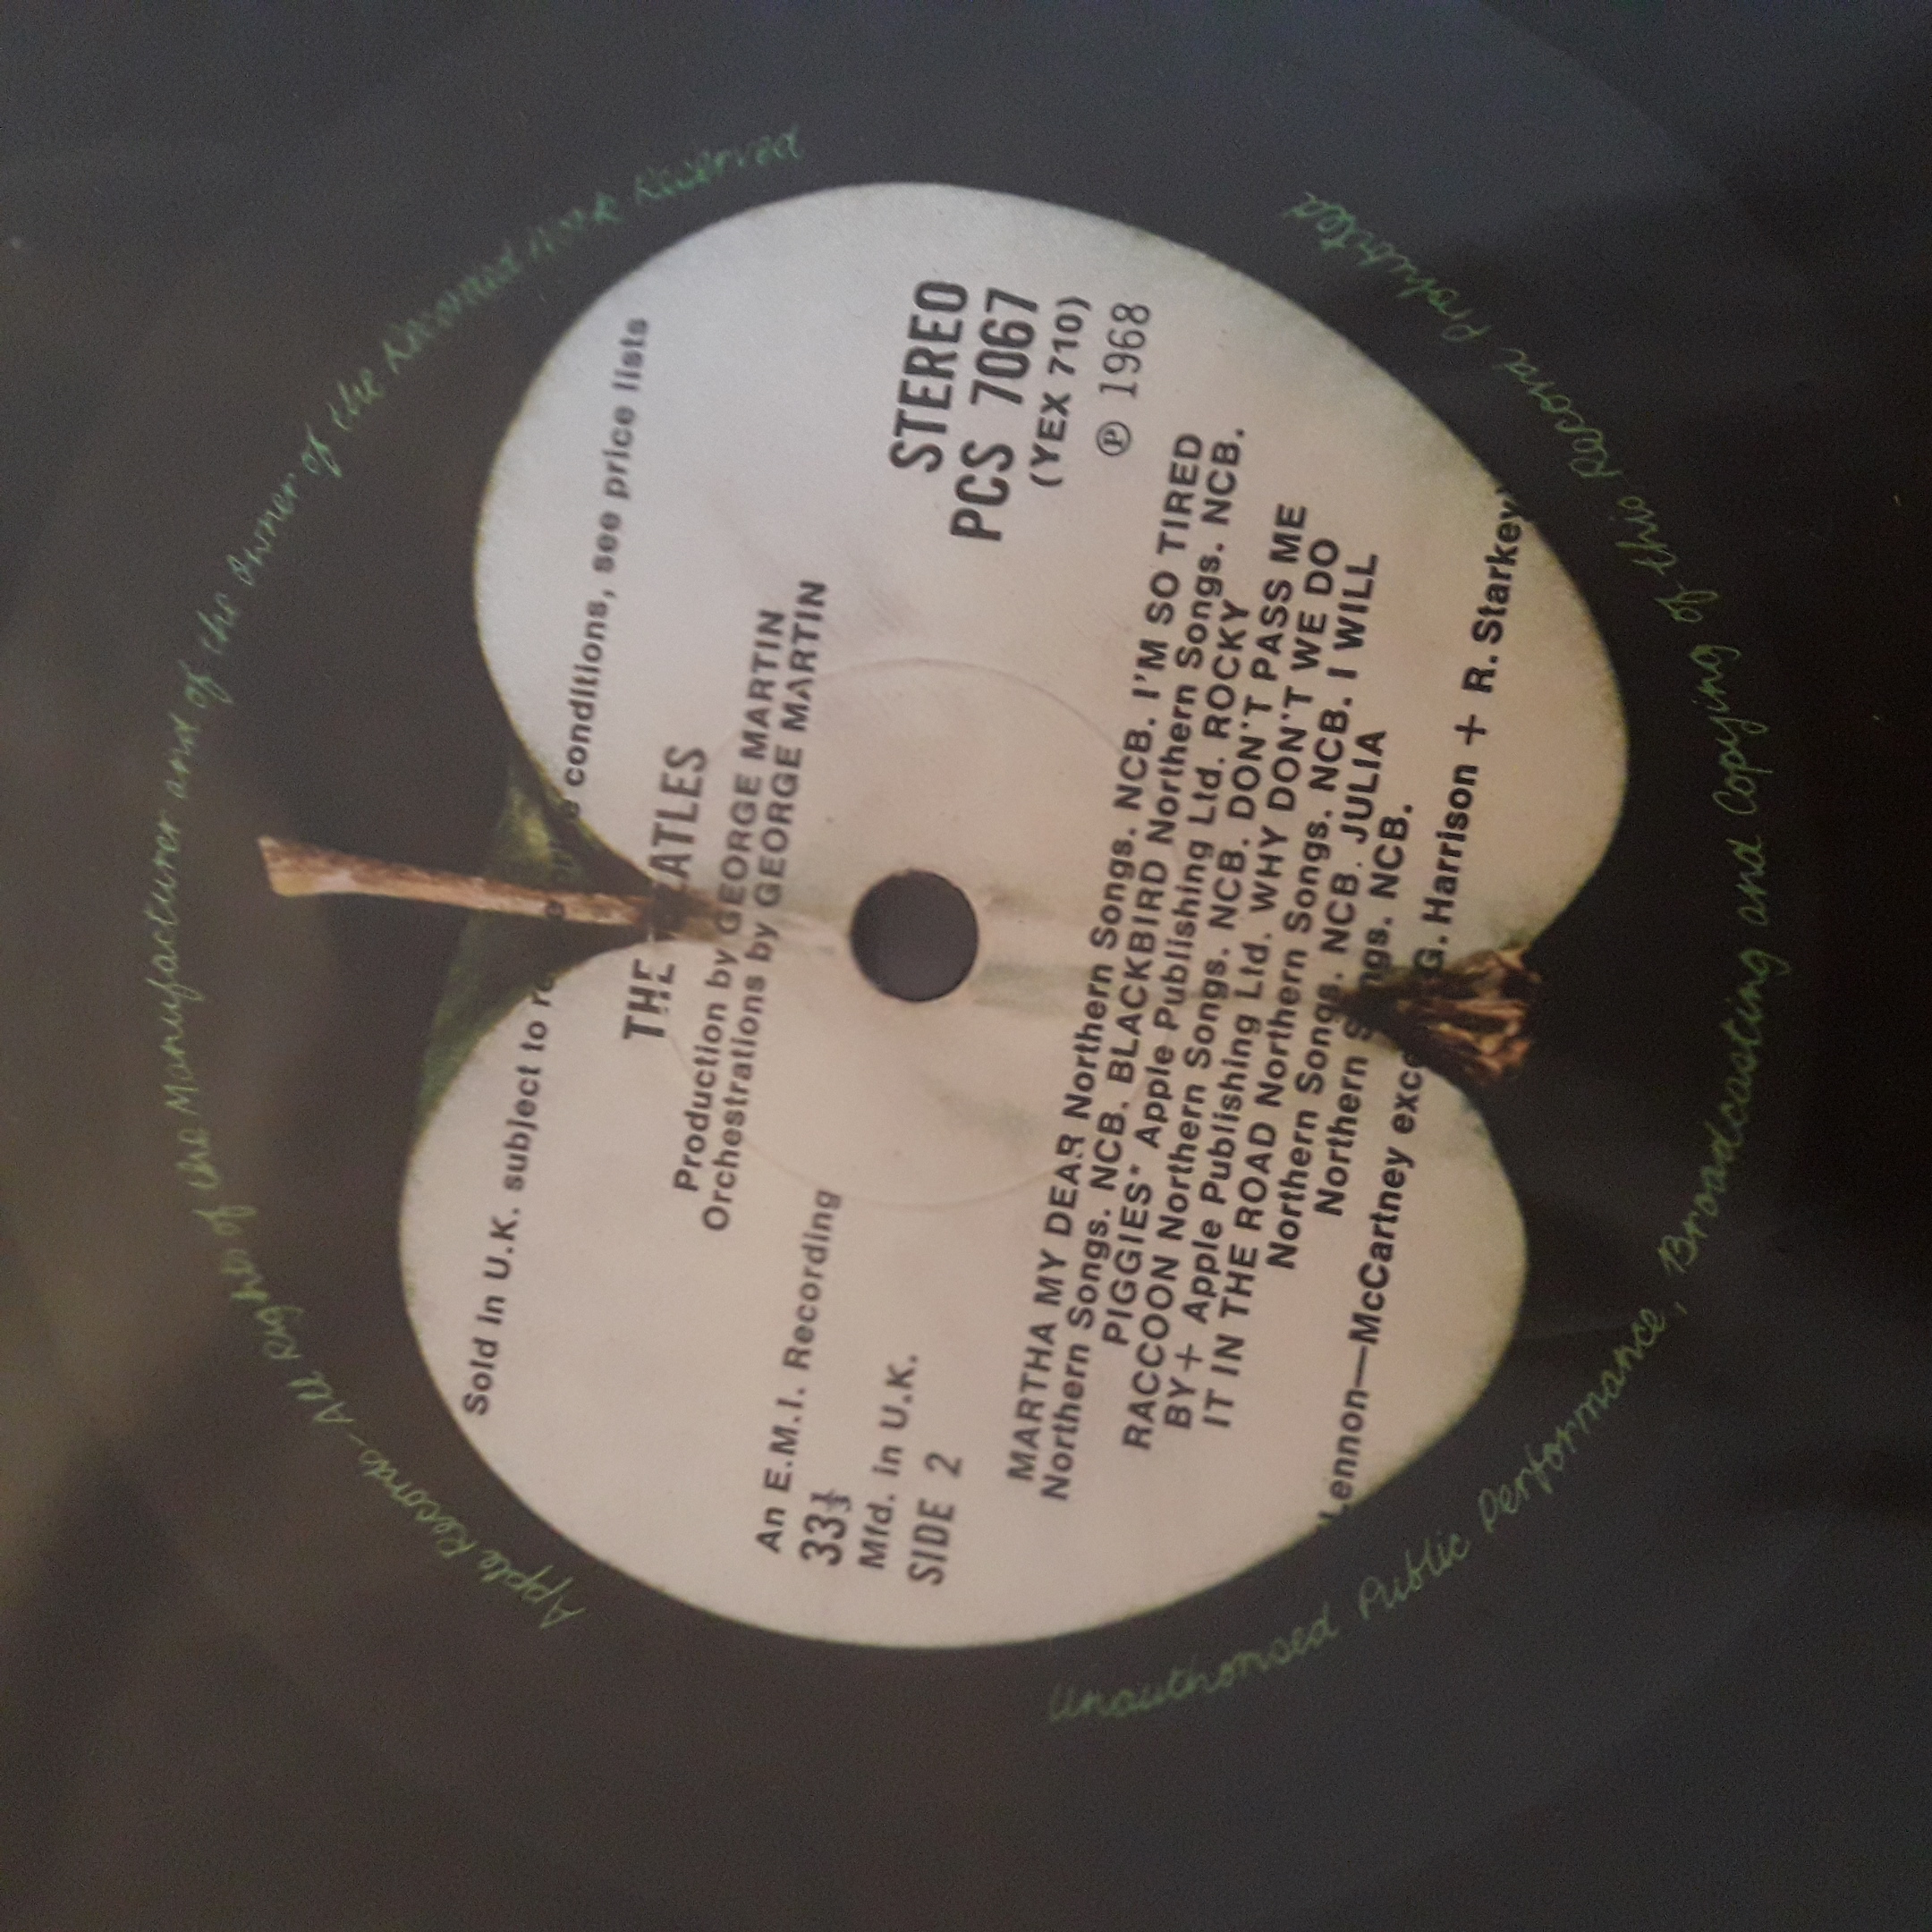 Sold in U.K. subject to
conditions, see price lists
THE BEATLES
Production by GEORGE MARTIN
Orchestrations by GEORGE MARTIN
An E.M.I. Recording
33⅓
Mfd. in U.K.
SIDE 2
STEREO
PCS 7067
(YEX 710)
℗ 1968
MARTHA MY DEAR Northern Songs. NCB. I'M SO TIRED
Northern Songs. NCB. BLACKBIRD Northern Songs. NCB.
PIGGIES* Apple Publishing Ltd. ROCKY
RACCOON Northern Songs. NCB. DON'T PASS ME
BY+ Apple Publishing Ltd. WHY DON'T WE DO
IT IN THE ROAD Northern Songs. NCB. I WILL
Northern Songs. NCB. JULIA
Northern Songs. NCB.
Lennon—McCartney G. Harrison + R. Starkey
Apple Records - All Rights of the Manufacturer and of the owner of the Recorded Work Reserved
Unauthorised Public Performance, Broadcasting and Copying of this Record Prohibited